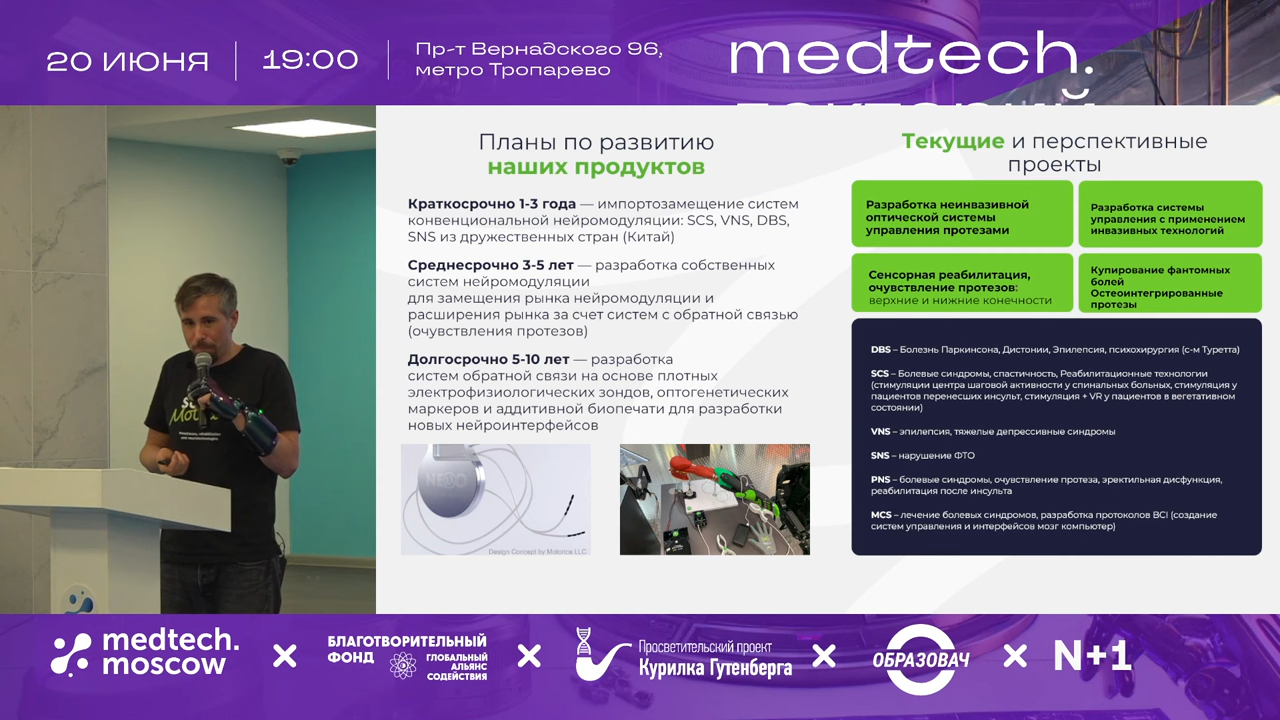 20 ИЮНЯ
19:00
Пр-т Вернадского 96,
метро Тропарево
medtech.
Планы по развитию
наших продуктов
Краткосрочно 1-3 года — импортозамещение систем
конвенциональной нейромодуляции: SCS, VNS, DBS,
SNS из дружественных стран (Китай)
Среднесрочно 3-5 лет — разработка собственных
систем нейромодуляции
для замещения рынка нейромодуляции и
расширения рынка за счет систем с обратной связью
(очувствления протезов)
Долгосрочно 5-10 лет — разработка
систем обратной связи на основе плотных
электрофизиологических зондов, оптогенетических
маркеров и аддитивной биопечати для разработки
новых нейроинтерфейсов
Design Concept by Motorica LLC.
Текущие и перспективные
проекты
Разработка неинвазивной
оптической системы
управления протезами
Разработка системы
управления с применением
инвазивных технологий
Сенсорная реабилитация,
очувствление протезов:
верхние и нижние конечности
Купирование фантомных
болей
Остеоинтегрированные
протезы
DBS – Болезнь Паркинсона, Дистонии, Эпилепсия, психохирургия (с-м Туретта)
SCS – Болевые синдромы, спастичность, Реабилитационные технологии
(стимуляции центра шаговой активности у спинальных больных, стимуляция у
пациентов перенесших инсульт, стимуляция + VR у пациентов в вегетативном
состоянии)
VNS – эпилепсия, тяжелые депрессивные синдромы
SNS – нарушение ФТО
PNS – болевые синдромы, очувствление протеза, эректильная дисфункция,
реабилитация после инсульта
MCS – лечение болевых синдромов, разработка протоколов BCI (создание
систем управления и интерфейсов мозг компьютер)
medtech.
moscow
БЛАГОТВОРИТЕЛЬНЫЙ
ФОНД
ГЛОБАЛЬНЫЙ
АЛЬЯНС
СОДЕЙСТВИЯ
Просветительский проект
Курилка Гутенберга
ОБРАЗОВАЧ
N+1